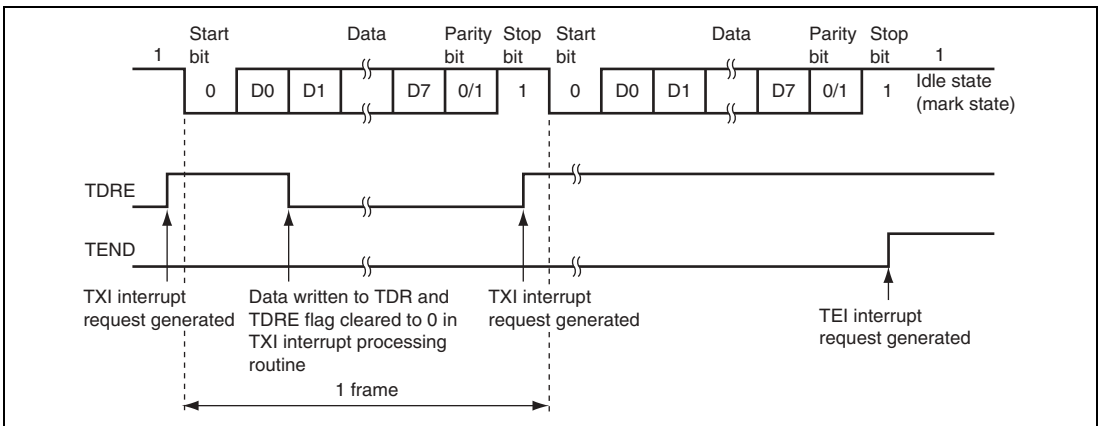 Start Data Parity Stop Start Data Parity Stop
1 bit bit bit bit bit bit 1
0 D0 D1 D7 0/1 1 0 D0 D1 D7 0/1 1 Idle state
(mark state)
TDRE
TEND
TXI interrupt
request generated
Data written to TDR and
TDRE flag cleared to 0 in
TXI interrupt processing
routine
TXI interrupt
request generated
TEI interrupt
request generated
1 frame